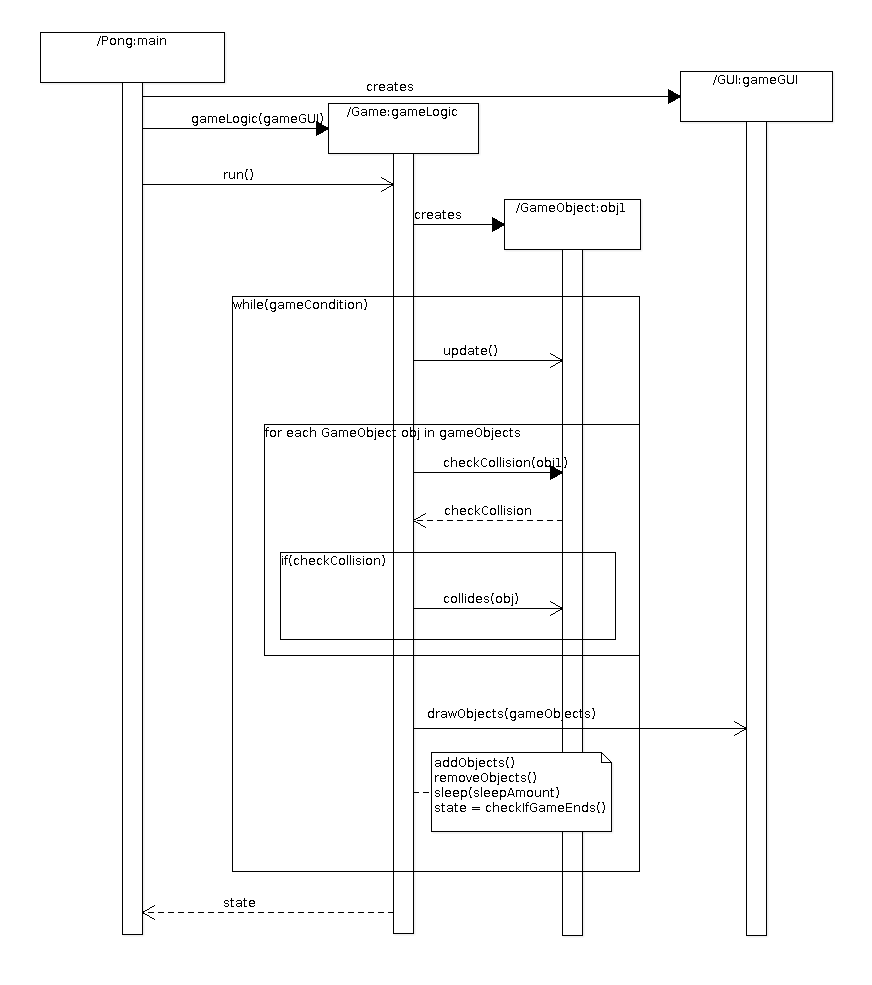 /Pong:main
/GUI:gameGUI
creates
/Game:gameLogic
gameLogic(gameGUI)
run()
/GameObject:obj1
creates
while(gameCondition)
update()
for each GameObject obj in gameObjects
checkCollision(obj1)
checkCollision
if(checkCollision)
collides(obj)
drawObjects(gameObjects)
addObjects()
removeObjects()
sleep(sleepAmount)
state = checkIfGameEnds()
state